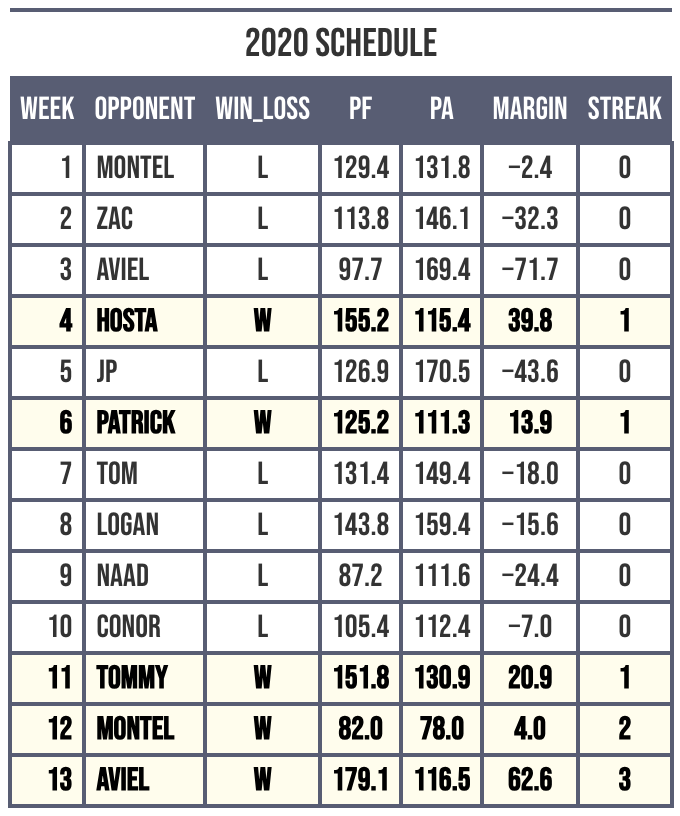 2020 SCHEDULE
WEEK OPPONENT WIN_LOSS PF PA MARGIN STREAK
1 MONTEL L 129.4 131.8 −2.4 0
2 ZAC L 113.8 146.1 −32.3 0
3 AVIEL L 97.7 169.4 −71.7 0
4 HOSTA W 155.2 115.4 39.8 1
5 JP L 126.9 170.5 −43.6 0
6 PATRICK W 125.2 111.3 13.9 1
7 TOM L 131.4 149.4 −18.0 0
8 LOGAN L 143.8 159.4 −15.6 0
9 NAAD L 87.2 111.6 −24.4 0
10 CONOR L 105.4 112.4 −7.0 0
11 TOMMY W 151.8 130.9 20.9 1
12 MONTEL W 82.0 78.0 4.0 2
13 AVIEL W 179.1 116.5 62.6 3